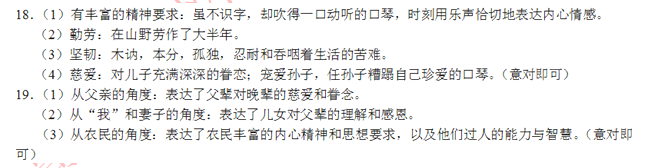 18.（1）有丰富的精神要求：虽不识字，却吹得一口动听的口琴，时刻用乐声恰切地表达内心情感。
（2）勤劳：在山野劳作了大半年。
（3）坚韧：木讷，本分，孤独，忍耐和吞咽着生活的苦难。
（4）慈爱：对儿子充满深深的眷恋；宠爱孙子，任孙子糟蹋自己珍爱的口琴。（意对即可）
19.（1）从父亲的角度：表达了父辈对晚辈的慈爱和眷念。
（2）从“我”和妻子的角度：表达了儿女对父辈的理解和感恩。
（3）从农民的角度：表达了农民丰富的内心精神和思想要求，以及他们过人的能力与智慧。（意对即
可）